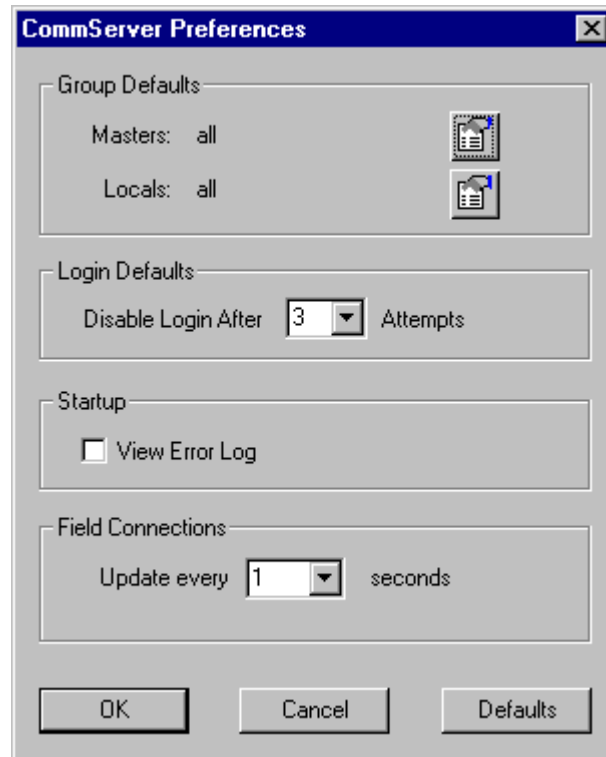 CommServer Preferences
Group Defaults
Masters: all
Locals: all
Login Defaults
Disable Login After 3 Attempts
Startup
View Error Log
Field Connections
Update every 1 seconds
OK Cancel Defaults